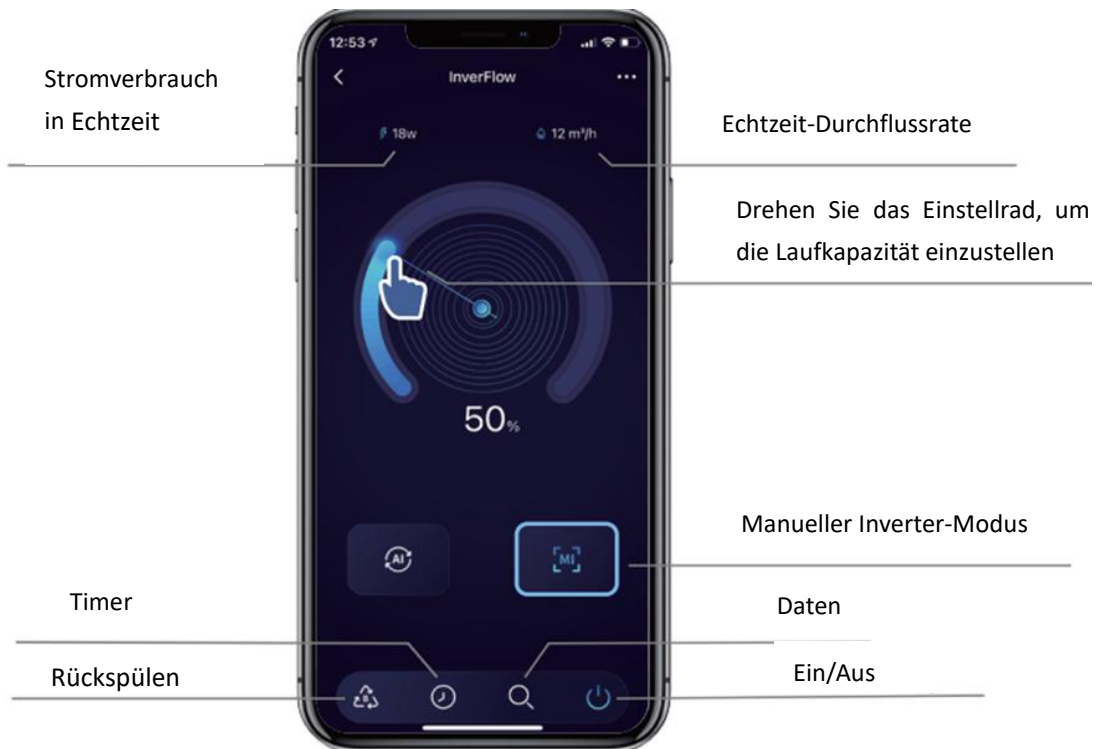 12:53
InverFlow
Stromverbrauch
in Echtzeit
18w
12 m³/h
Echtzeit-Durchflussrate
Drehen Sie das Einstellrad, um
die Laufkapazität einzustellen
50%
AI
MI
Manueller Inverter-Modus
Timer
Daten
Rückspülen
Ein/Aus